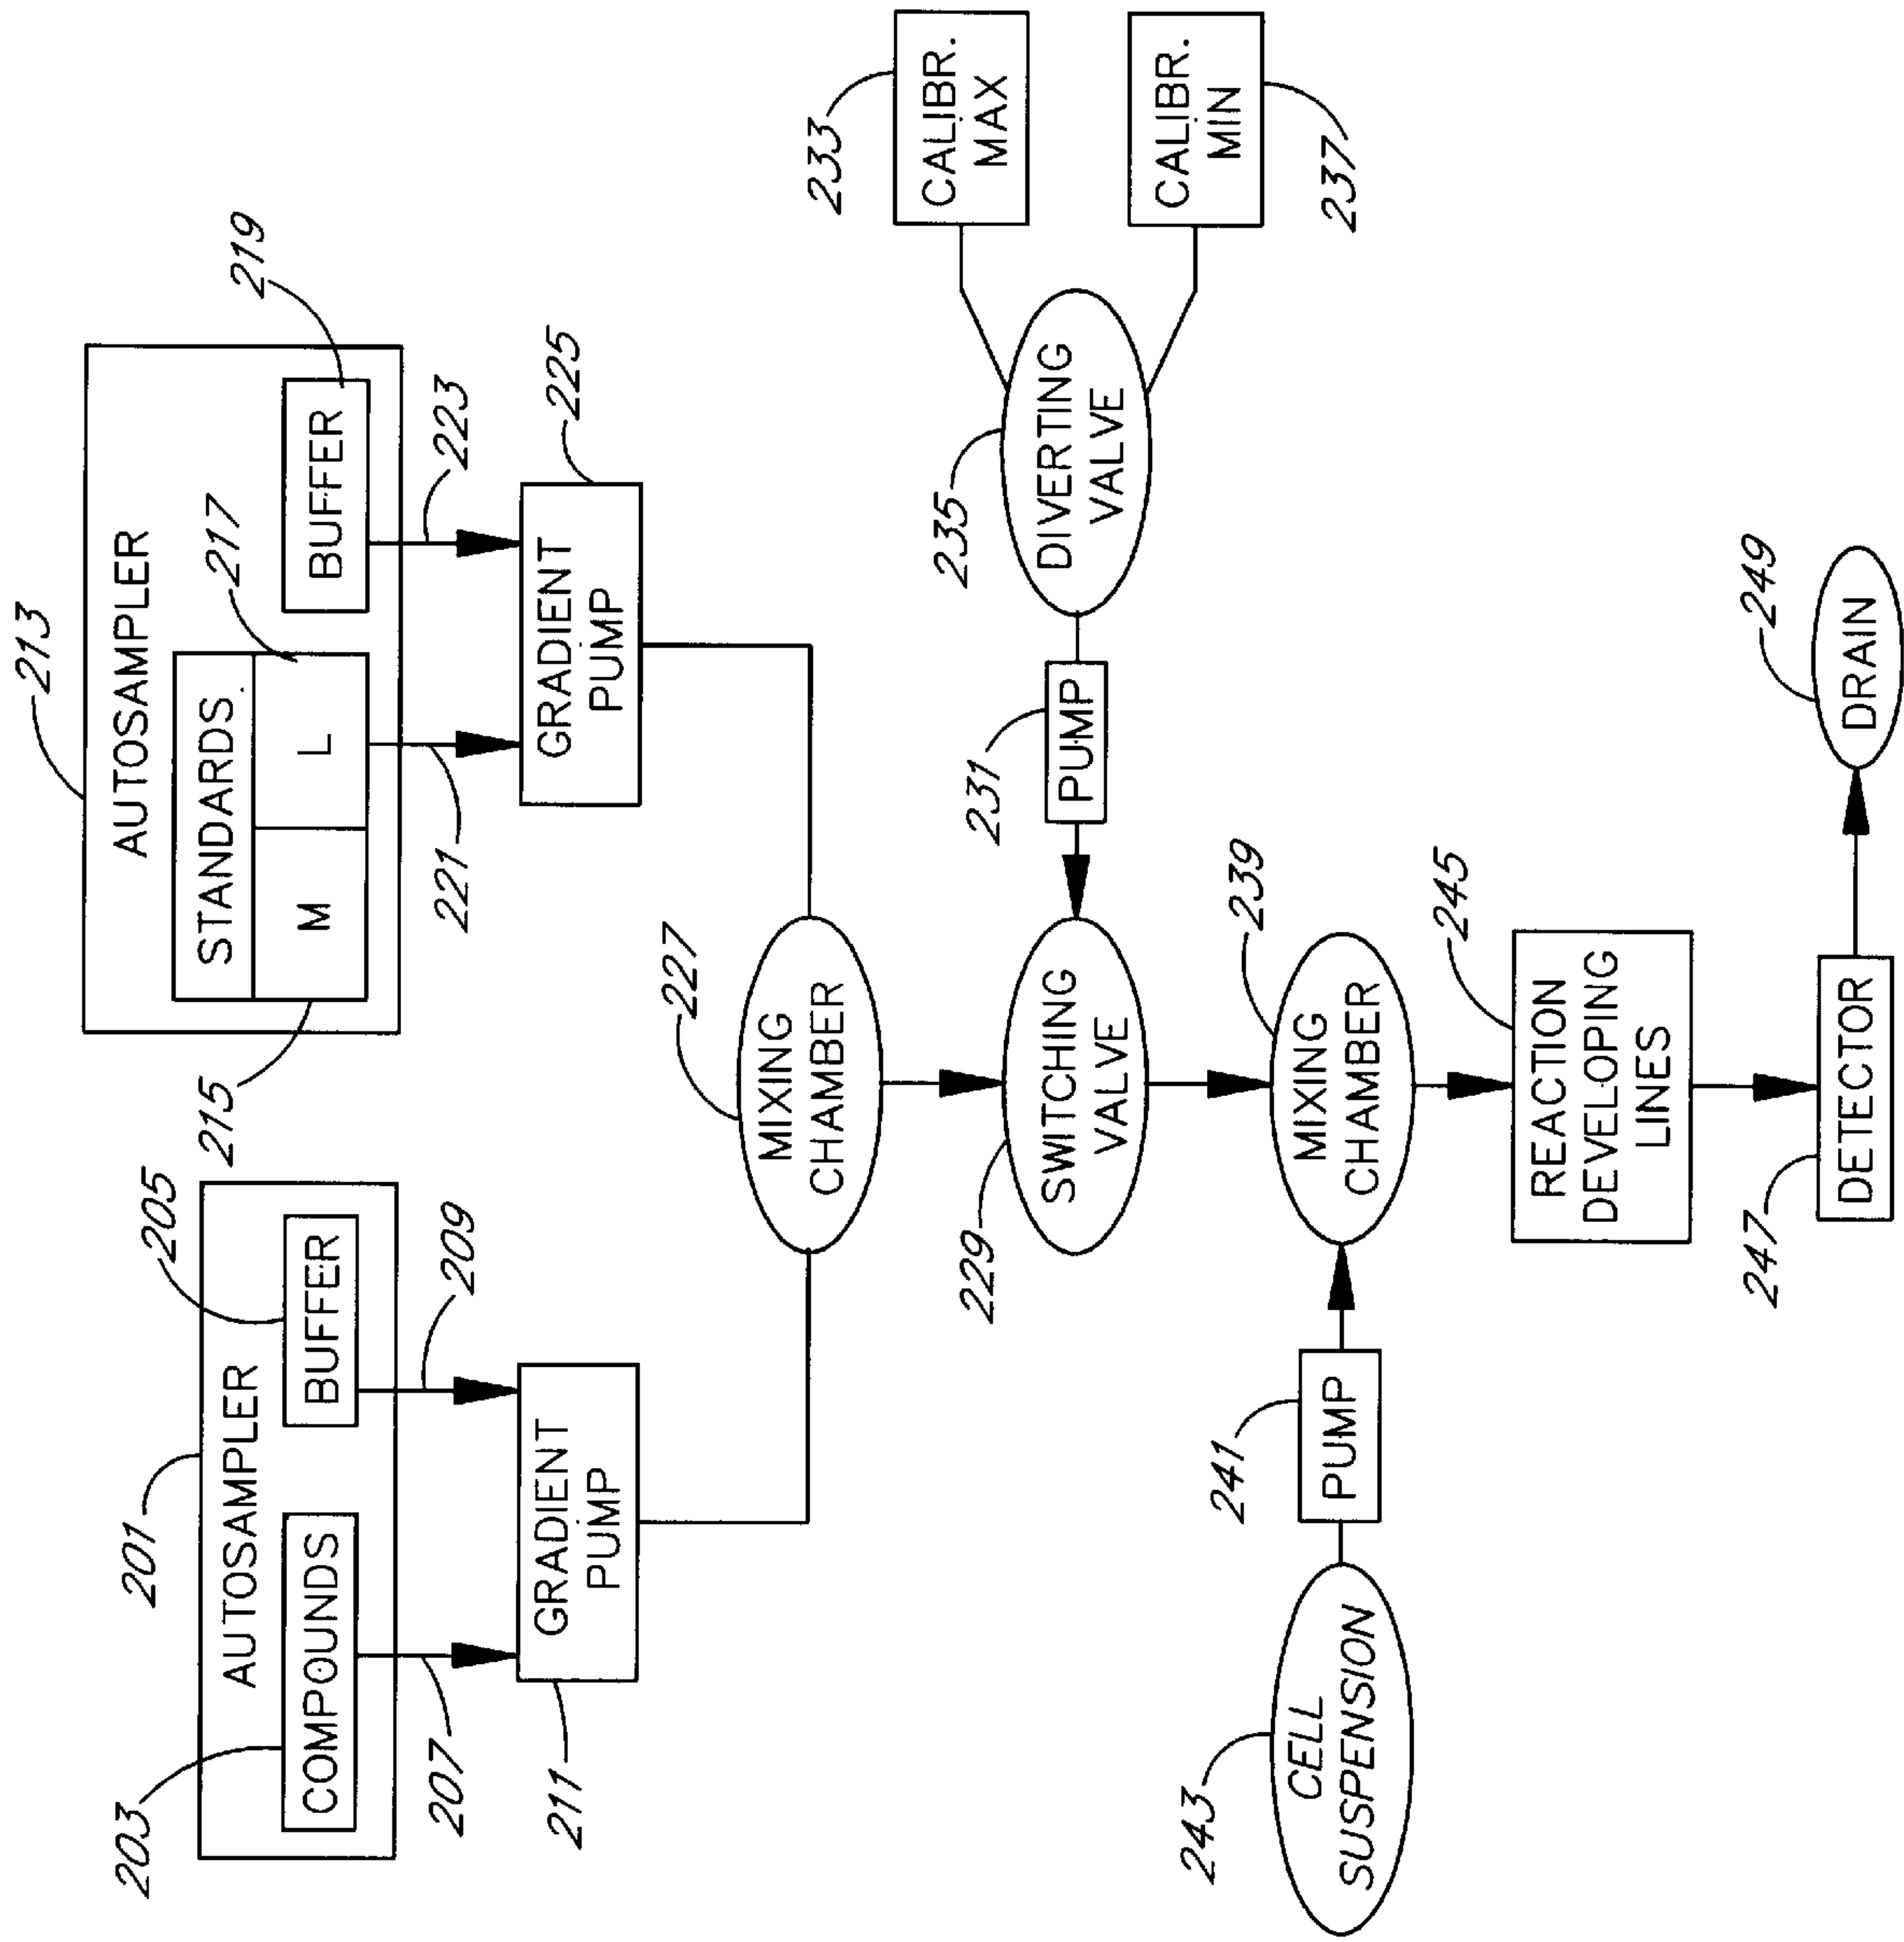 201
AUTOSAMPLER
203
COMPOUNDS
205
BUFFER
207
209
211
GRADIENT
PUMP
213
AUTOSAMPLER
STANDARDS
M
L
215
217
219
BUFFER
221
223
225
GRADIENT
PUMP
227
MIXING
CHAMBER
229
SWITCHING
VALVE
231
PUMP
235
DIVERTING
VALVE
233
CALIBR.
MAX
CALIBR.
MIN
237
239
MIXING
CHAMBER
241
PUMP
243
CELL
SUSPENSION
245
REACTION
DEVELOPING
LINES
247
DETECTOR
249
DRAIN